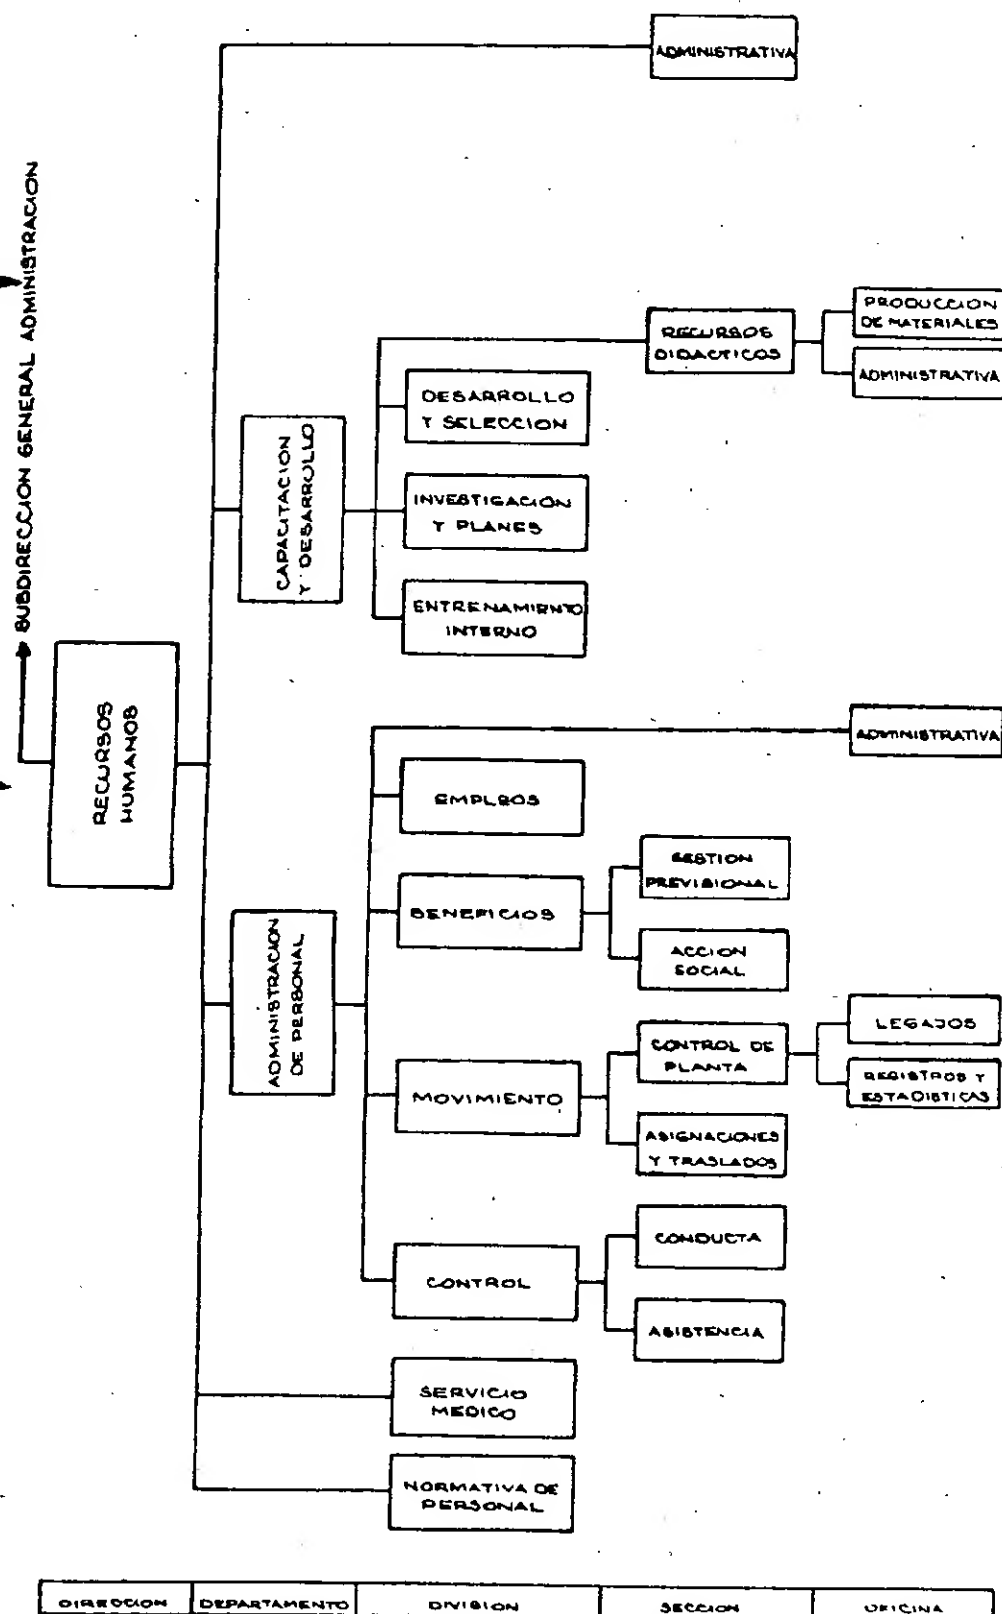 SUBDIRECCION GENERAL ADMINISTRACION
ADMINISTRATIVA
RECURSOS
DIDACTICOS
PRODUCCION
DE MATERIALES
ADMINISTRATIVA
CAPACITACION
Y DESARROLLO
DESARROLLO
Y SELECCION
INVESTIGACION
Y PLANES
ENTRENAMIENTO
INTERNO
RECURSOS
HUMANOS
ADMINISTRATIVA
EMPLEOS
ADMINISTRACION
DE PERSONAL
BENEFICIOS
GESTION
PREVISIONAL
ACCION
SOCIAL
MOVIMIENTO
CONTROL DE
PLANTA
LEGAJOS
REGISTROS Y
ESTADISTICAS
ASIGNACIONES
Y TRASLADOS
CONTROL
CONDUCTA
ASISTENCIA
SERVICIO
MEDICO
NORMATIVA DE
PERSONAL
DIRECCION
DEPARTAMENTO
DIVISION
SECCION
OFICINA